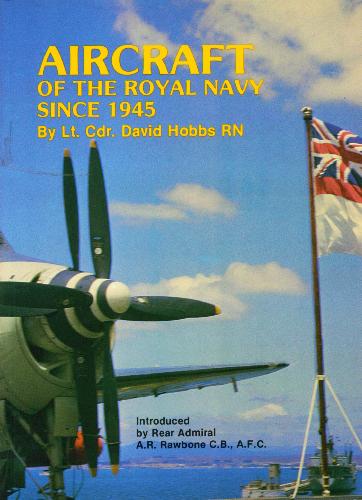 AIRCRAFT
OF THE ROYAL NAVY
SINCE 1945
By Lt. Cdr. David Hobbs RN
Introduced
by Rear Admiral
A.R. Rawbone C.B., A.F.C.